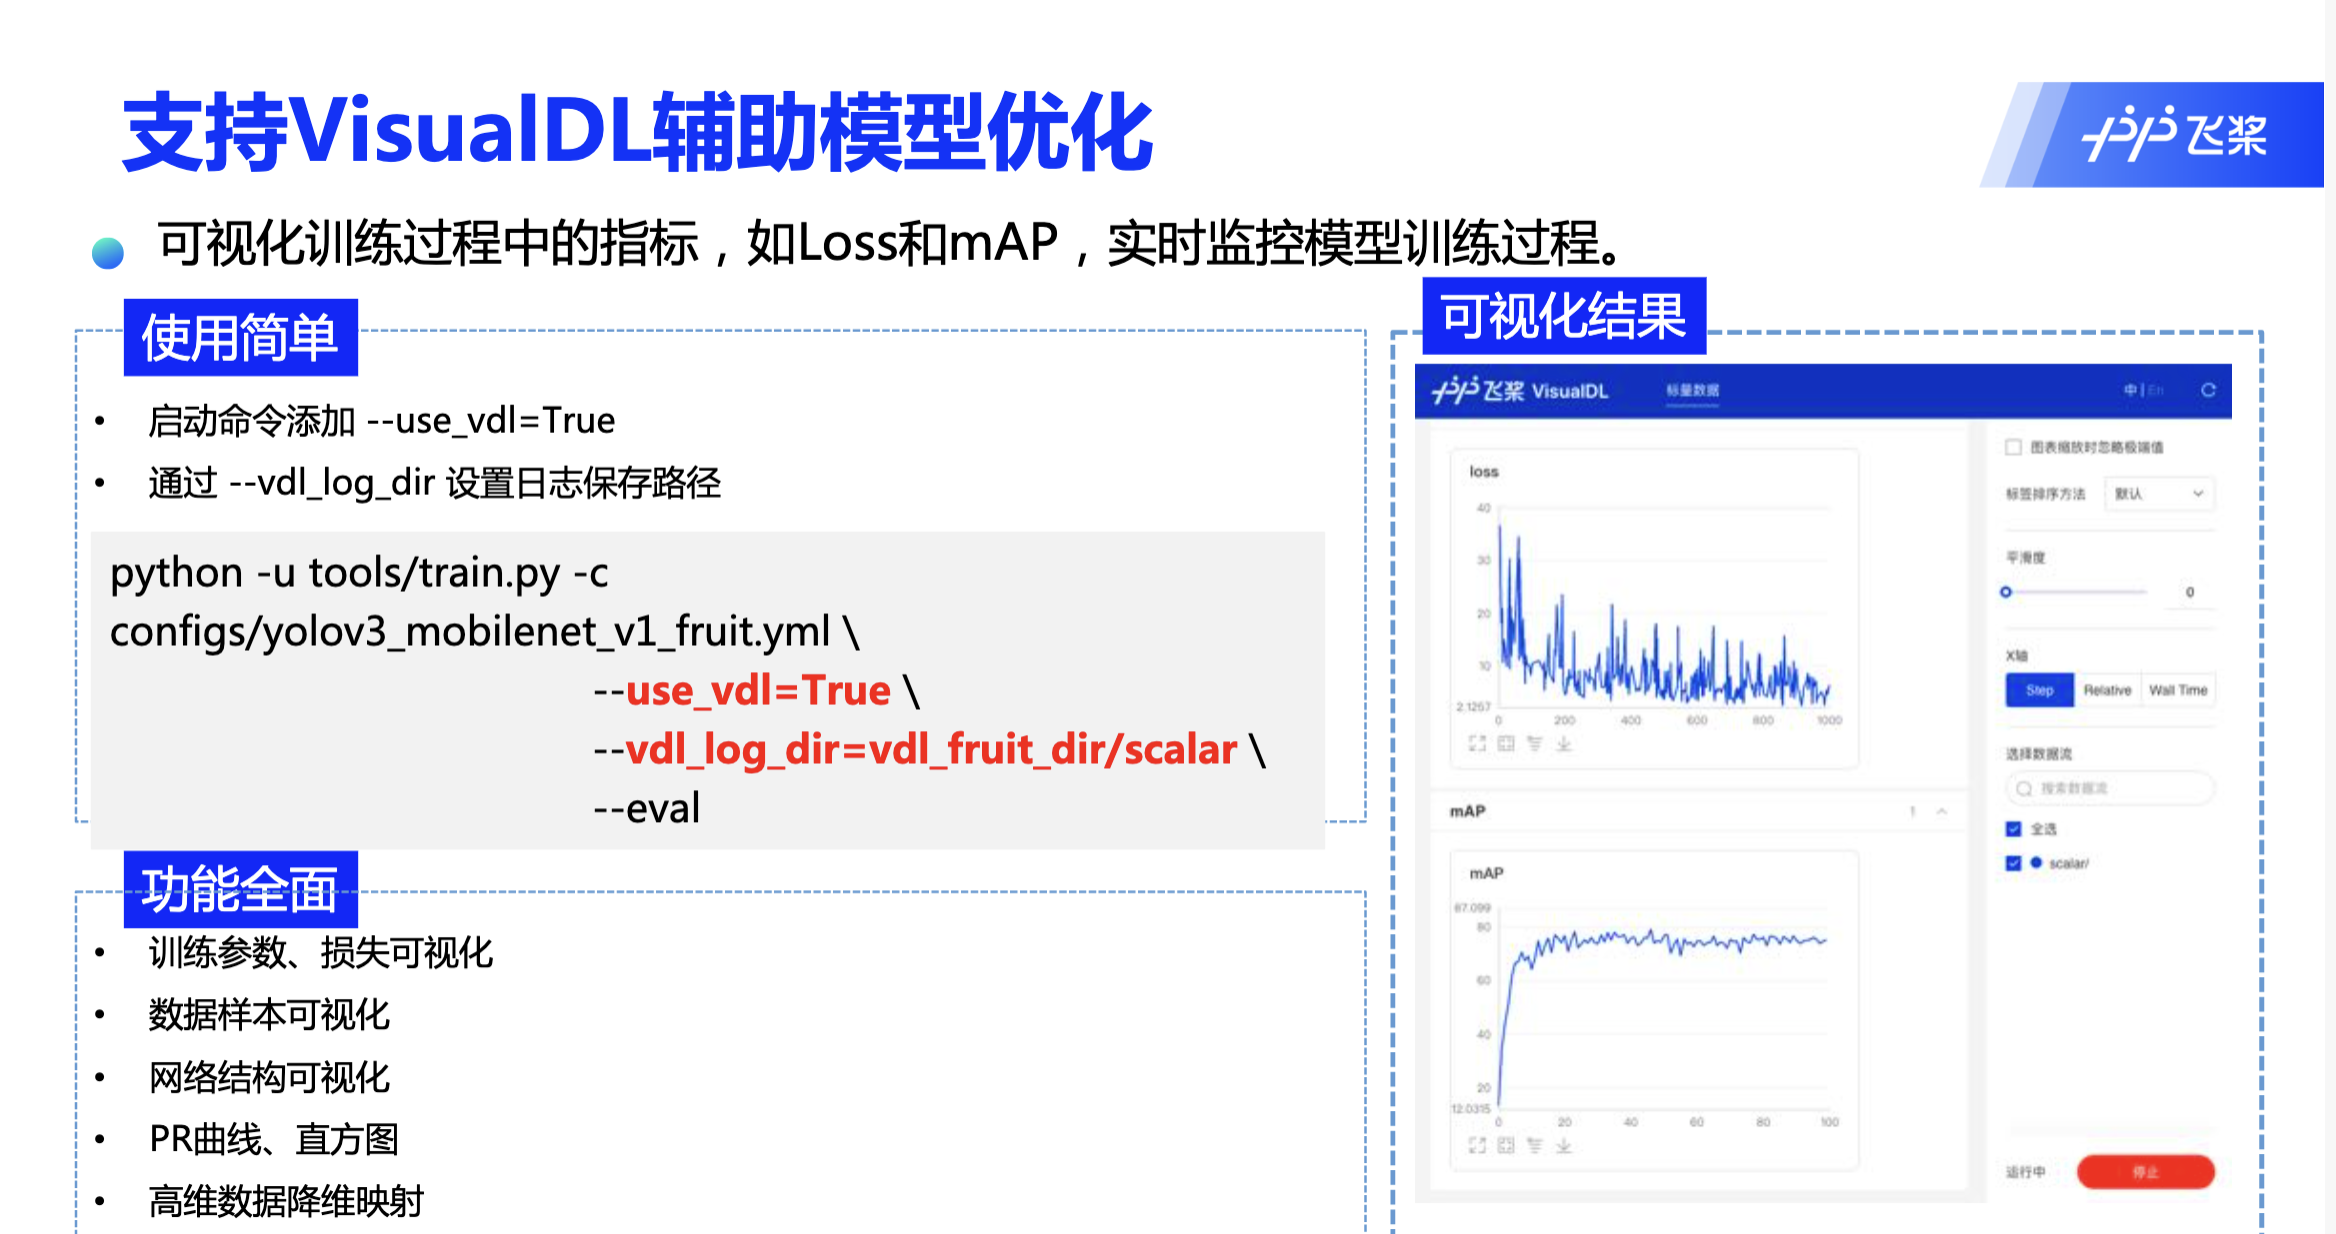 支持VisualDL辅助模型优化
飞桨
可视化训练过程中的指标，如Loss和mAP，实时监控模型训练过程。
使用简单
• 启动命令添加 --use_vdl=True
• 通过 --vdl_log_dir 设置日志保存路径
python -u tools/train.py -c
configs/yolov3_mobilenet_v1_fruit.yml \
--use_vdl=True \
--vdl_log_dir=vdl_fruit_dir/scalar \
--eval
功能全面
• 训练参数、损失可视化
• 数据样本可视化
• 网络结构可视化
• PR曲线、直方图
• 高维数据降维映射
可视化结果
飞桨 VisualDL 标量数据 中 | En
loss
40
30
20
10
2.1257
0 200 400 600 800 1000
mAP 1
mAP
87.099
80
60
40
20
12.0315
0 20 40 60 80 100
图表缩放时忽略极端值
标签排序方法 默认
平滑度
0
X轴
Step Relative Wall Time
选择数据流
搜索数据流
全选
scalar/
运行中 停止